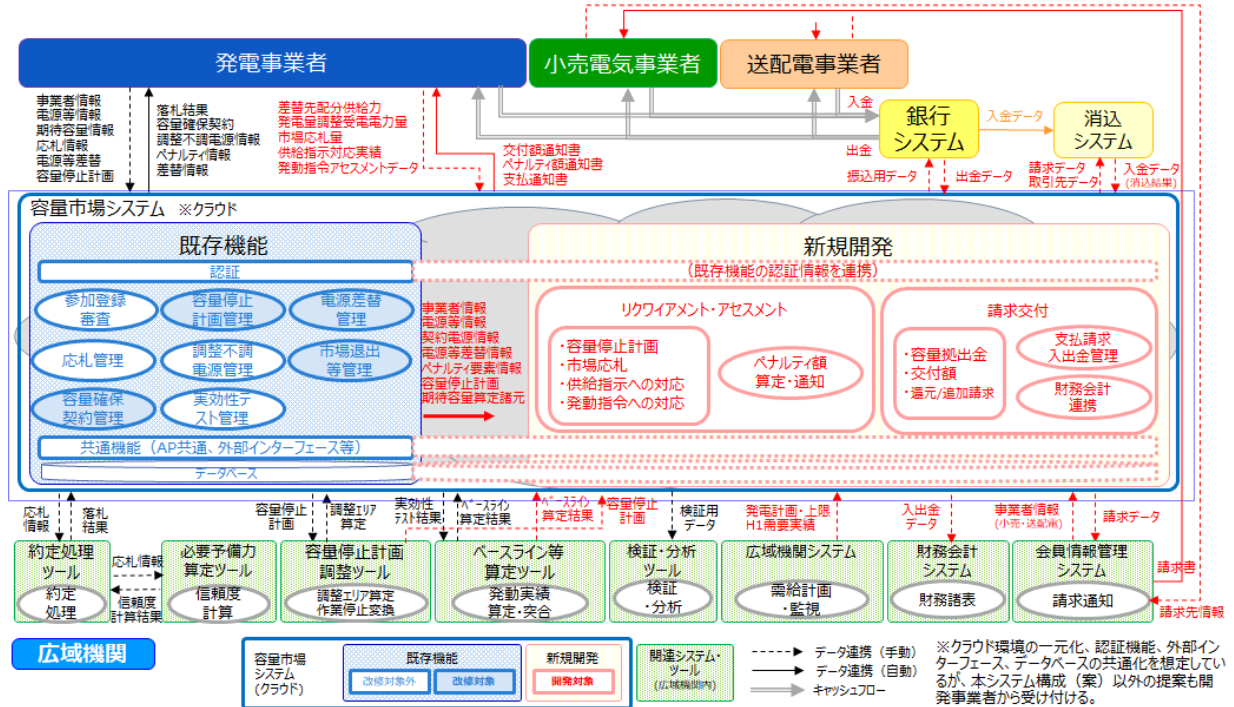 発電事業者
小売電気事業者
送配電事業者
事業者情報
電源等情報
期待容量情報
応札情報
電源等差替
容量停止計画
落札結果
容量確保契約
調整不調電源情報
ペナルティ情報
差替情報
差替先配分供給力
発電量調整受電電力量
市場応札量
供給指示対応実績
発動指令アセスメントデータ
交付額通知書
ペナルティ額通知書
支払通知書
入金
出金
銀行
システム
入金データ
消込
システム
振込用データ
出金データ
請求データ
取引先データ
入金データ
(消込結果)
容量市場システム ※クラウド
既存機能
新規開発
認証
(既存機能の認証情報を連携)
参加登録
審査
容量停止
計画管理
電源差替
管理
応札管理
調整不調
電源管理
市場退出
等管理
容量確保
契約管理
実効性テ
スト管理
事業者情報
電源等情報
契約電源情報
電源等差替情報
ペナルティ要素情報
容量停止計画
期待容量算定諸元
リクワイアメント・アセスメント
・容量停止計画
・市場応札
・供給指示への対応
・発動指令への対応
ペナルティ額
算定・通知
請求交付
・容量拠出金
・交付額
・還元/追加請求
支払請求
入出金管理
財務会計
連携
共通機能(AP共通、外部インターフェース等)
データベース
応札
情報
落札
結果
容量停止
計画
調整エリア
算定
実効性
テスト結果
ベースライン
算定結果
ベースライン
算定結果
容量停止
計画
検証用
データ
発電計画・上限
H1需要実績
入出金
データ
事業者情報
(小売・送配電)
請求データ
約定処理
ツール
約定
処理
応札情報
信頼度
計算結果
必要予備力
算定ツール
信頼度
計算
容量停止計画
調整ツール
調整エリア算定
作業停止変換
ベースライン等
算定ツール
発動実績
算定・突合
検証・分析
ツール
検証
・分析
広域機関システム
需給計画
・監視
財務会計
システム
財務諸表
会員情報管理
システム
請求通知
請求書
請求先情報
広域機関
容量市場
システム
(クラウド)
既存機能
改修対象外
改修対象
新規開発
開発対象
関連システム・
ツール
(広域機関内)
データ連携(手動)
データ連携(自動)
キャッシュフロー
※クラウド環境の一元化、認証機能、外部イン
ターフェース、データベースの共通化を想定してい
るが、本システム構成(案)以外の提案も開
発事業者から受け付ける。